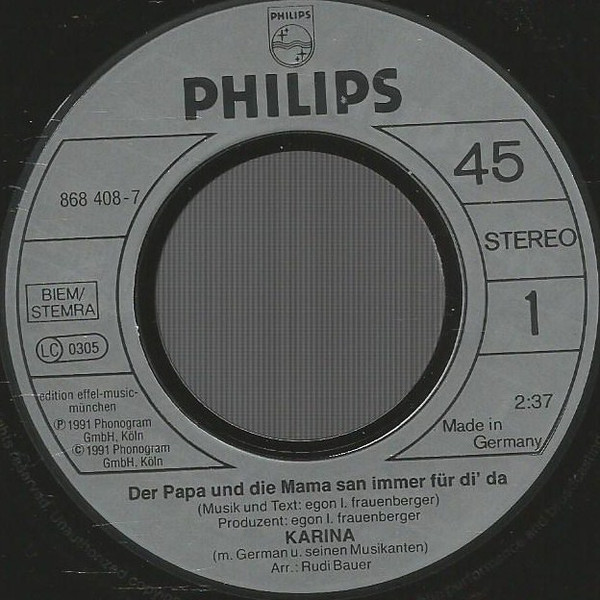 PHILIPS
PHILIPS
868 408-7
45
STEREO
BIEM/
STEMRA
1
LC 0305
edition effel-music-
münchen
℗ 1991 Phonogram
GmbH, Köln
© 1991 Phonogram
GmbH, Köln
2:37
Made in
Germany
Der Papa und die Mama san immer für di' da
(Musik und Text: egon l. frauenberger)
Produzent: egon l. frauenberger
KARINA
(m. German u. seinen Musikanten)
Arr.: Rudi Bauer